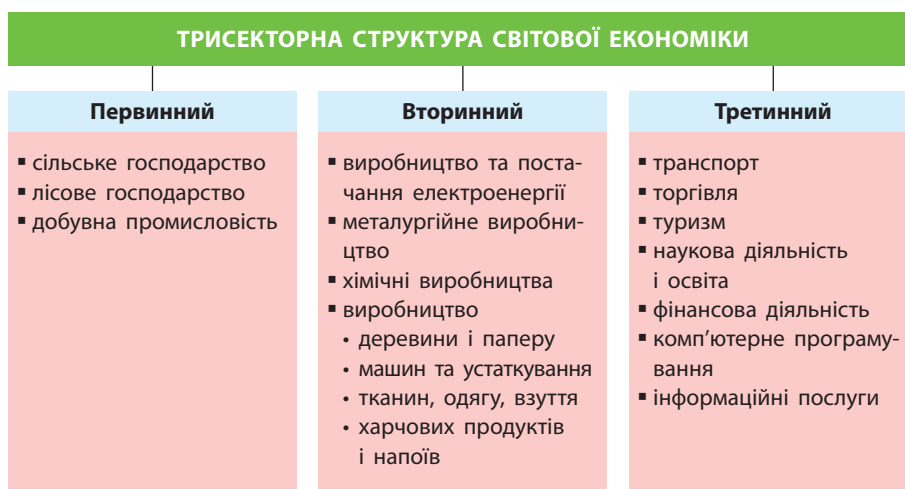 ТРИСЕКТОРНА СТРУКТУРА СВІТОВОЇ ЕКОНОМІКИ
Первинний
▪ сільське господарство
▪ лісове господарство
▪ добувна промисловість
Вторинний
▪ виробництво та поста-
чання електроенергії
▪ металургійне виробни-
цтво
▪ хімічні виробництва
▪ виробництво
• деревини і паперу
• машин та устаткування
• тканин, одягу, взуття
• харчових продуктів
і напоїв
Третинний
▪ транспорт
▪ торгівля
▪ туризм
▪ наукова діяльність
і освіта
▪ фінансова діяльність
▪ комп’ютерне програму-
вання
▪ інформаційні послуги